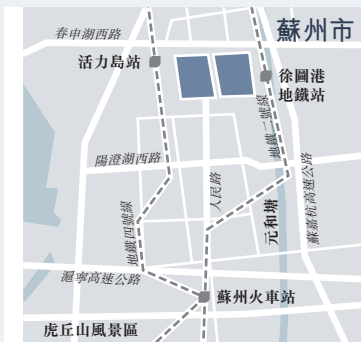 蘇州市
春申湖西路
活力島站
徐圖港
地鐵站
地鐵二號線
陽澄湖西路
人民路
元和塘
蘇嘉杭高速公路
地鐵四號線
滬寧高速公路
蘇州火車站
虎丘山風景區